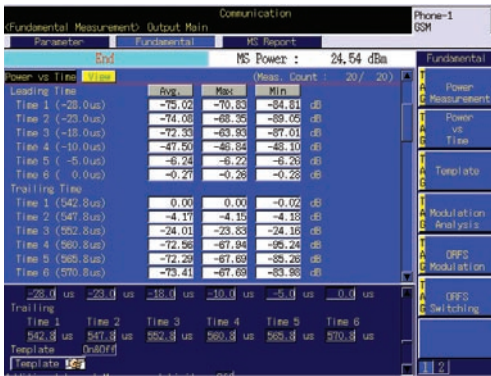 Communication
Phone-1
GSM
<Fundamental Measurement> Output Main
Parameter Fundamental MS Report
End MS Power : 24.54 dBm Fundamental
Power vs Time View (Meas. Count : 20/ 20)
Leading Time Avg. Max Min
Time 1 (-28.0us) -75.02 -70.83 -84.81 dB
Time 2 (-23.0us) -74.08 -68.35 -89.05 dB
Time 3 (-18.0us) -72.33 -63.93 -87.01 dB
Time 4 (-10.0us) -47.50 -46.84 -48.10 dB
Time 5 ( -5.0us) -6.24 -6.22 -6.26 dB
Time 6 ( 0.0us) -0.27 -0.26 -0.28 dB
Trailing Time
Time 1 (542.8us) 0.00 0.00 -0.02 dB
Time 2 (547.8us) -4.17 -4.15 -4.18 dB
Time 3 (552.8us) -24.01 -23.83 -24.16 dB
Time 4 (560.8us) -72.56 -67.94 -95.24 dB
Time 5 (565.8us) -72.29 -67.69 -85.26 dB
Time 6 (570.8us) -73.41 -67.69 -83.98 dB
-28.0 us -23.0 us -18.0 us -10.0 us -5.0 us 0.0 us
Trailing
Time 1 Time 2 Time 3 Time 4 Time 5 Time 6
542.8 us 547.8 us 552.8 us 560.8 us 565.8 us 570.8 us
Template On&Off
Template
TAG
Power
Measurement
TAG
Power
vs
Time
TAG
Template
TAG
Modulation
Analysis
TAG
ORFS
Modulation
TAG
ORFS
Switching
1 2